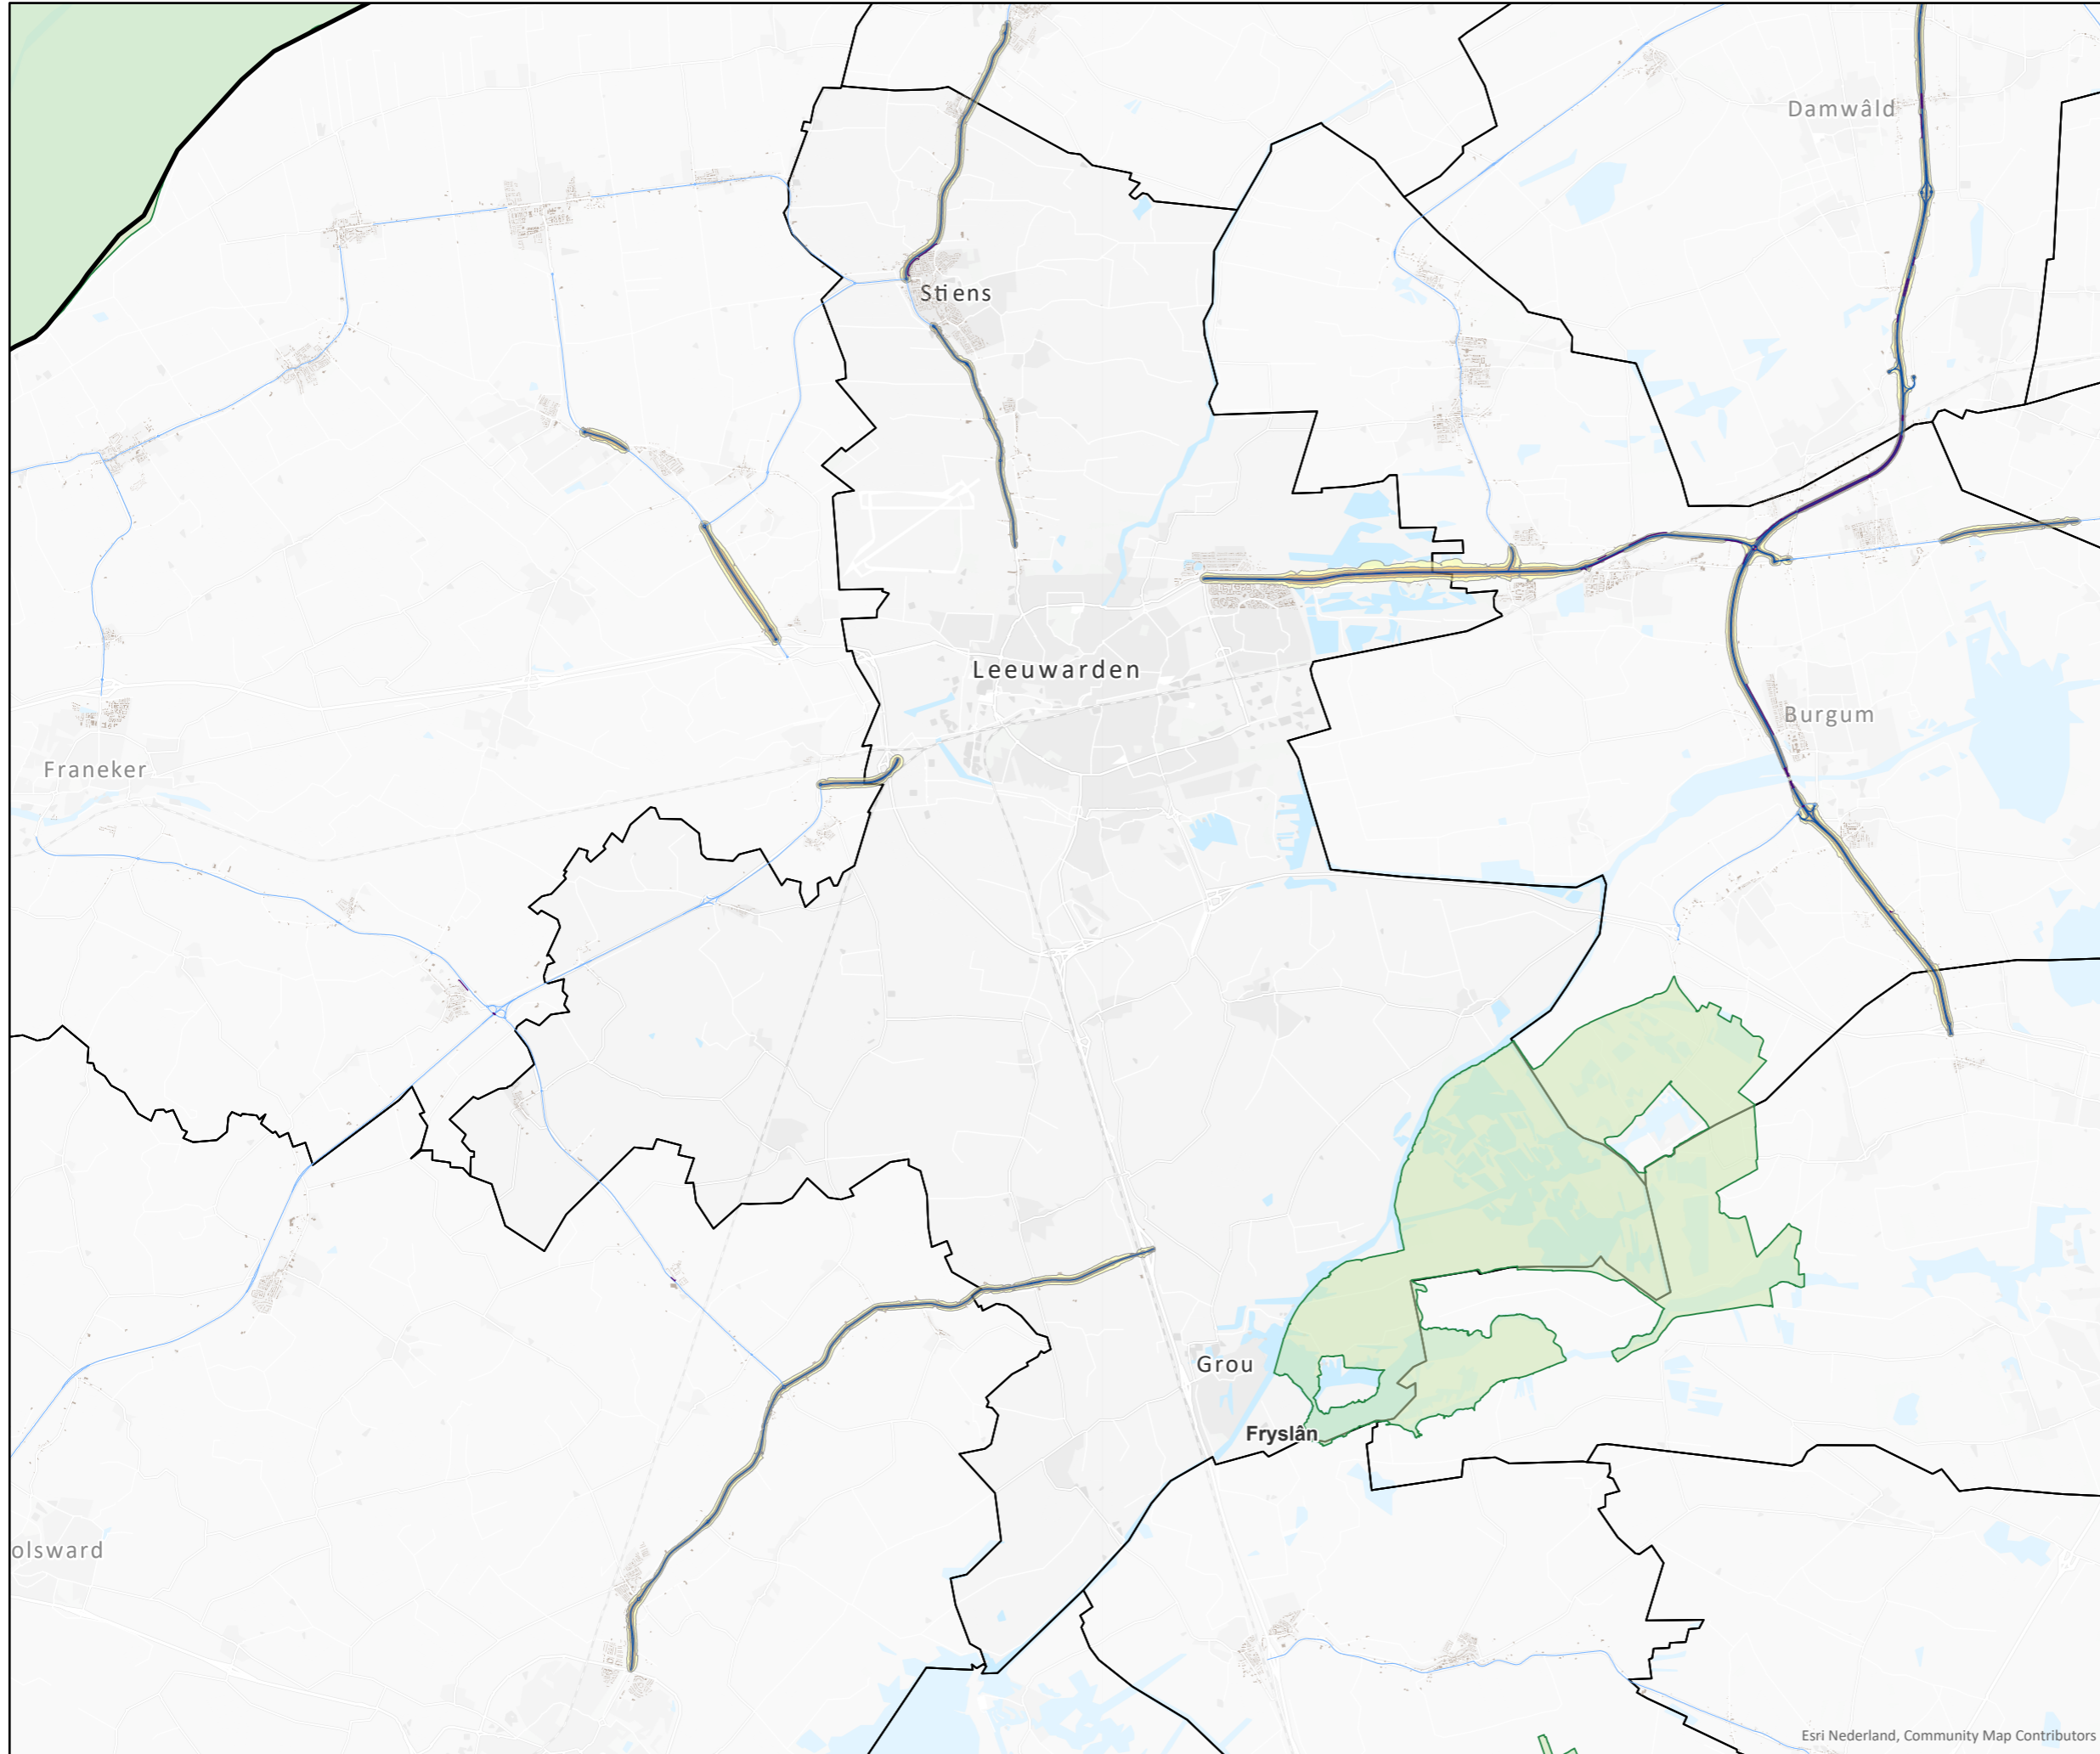 Damwâld
Stiens
Leeuwarden
Burgum
Franeker
Grou
Fryslân
olsward
Esri Nederland, Community Map Contributors